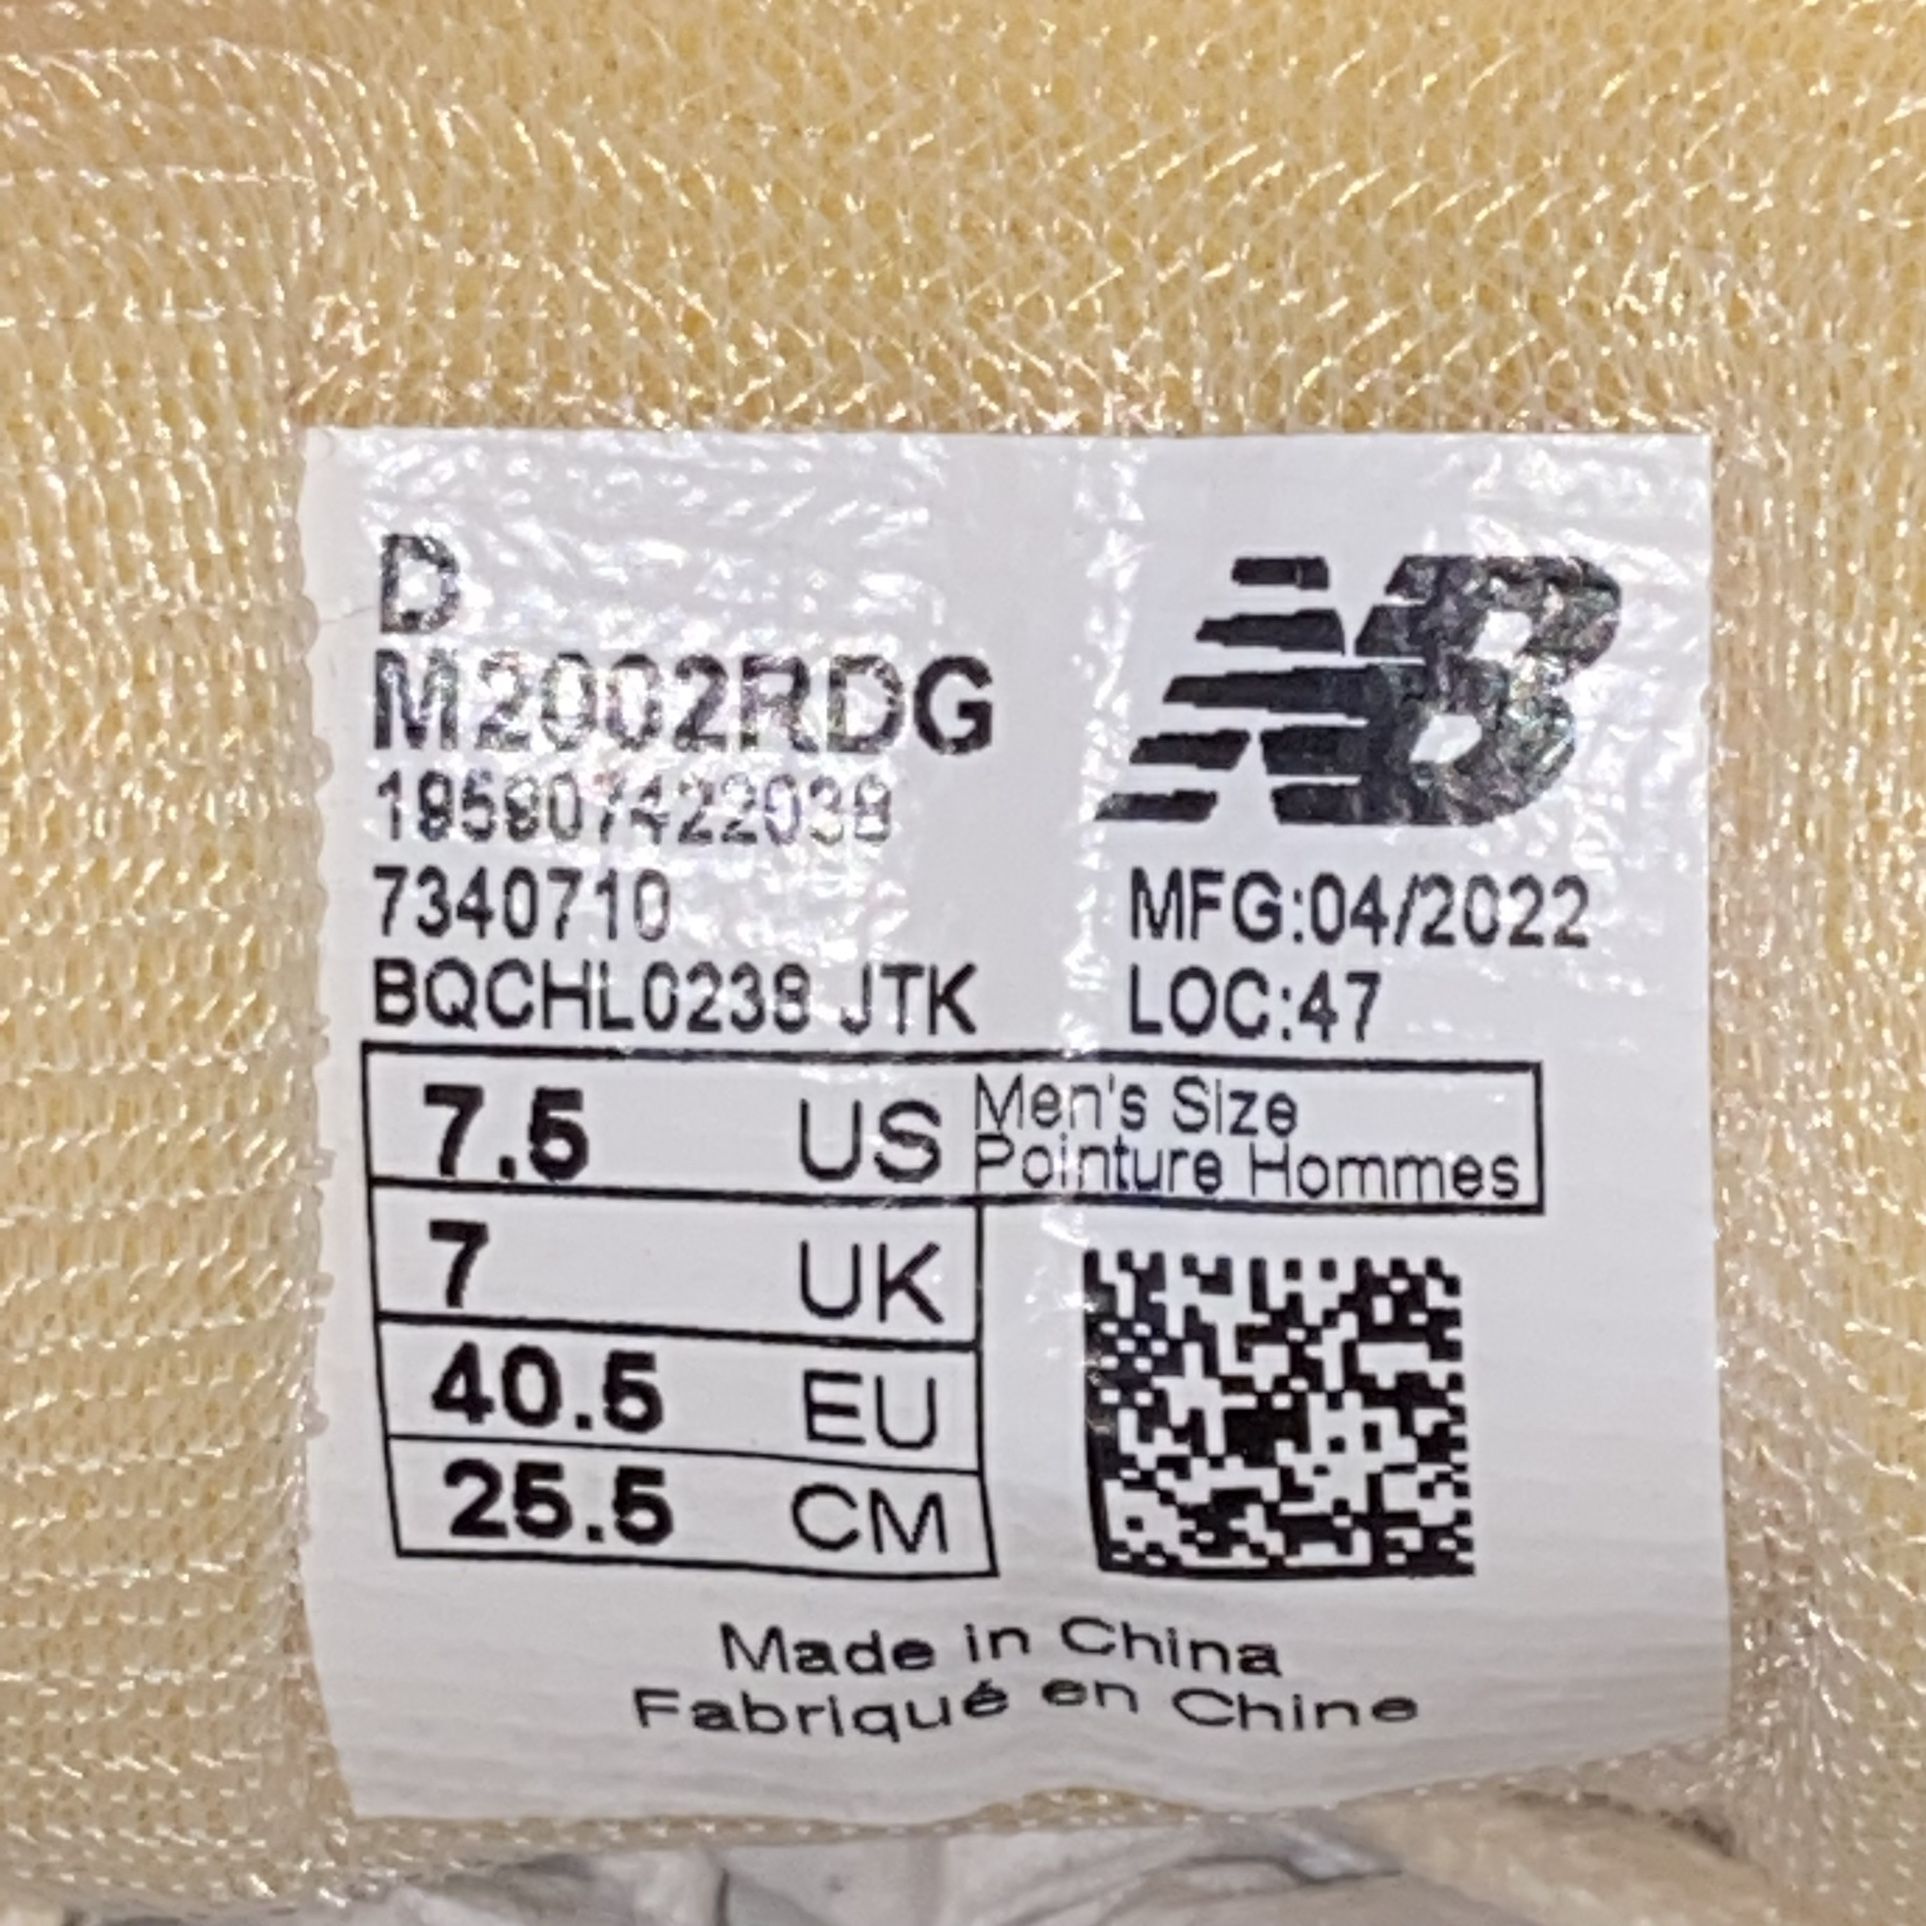 D
M2002RDG
NB
195907422038
7340710
MFG:04/2022
BQCHL0238 JTK
LOC:47
7.5 US Men's Size
Pointure Hommes
7 UK
40.5 EU
25.5 CM
Made in China
Fabriqué en Chine